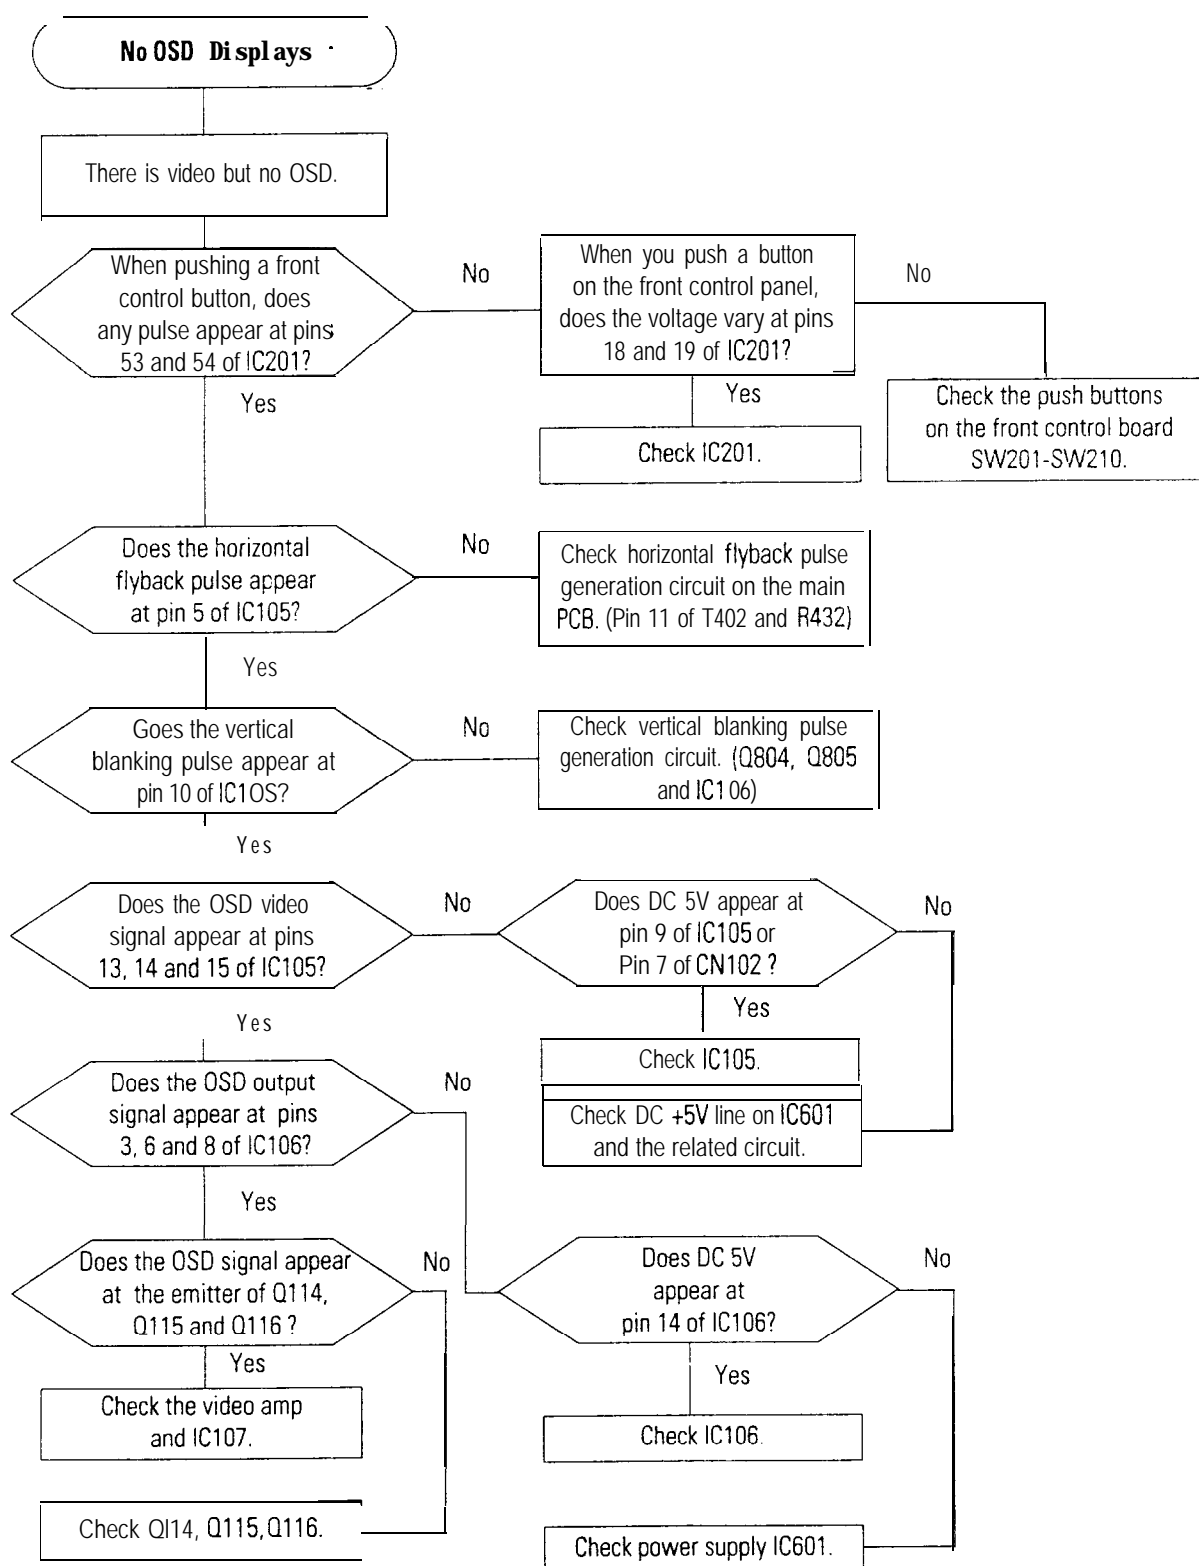 No OSD Displays
There is video but no OSD.
When pushing a front
control button, does
any pulse appear at pins
53 and 54 of IC201?
No
When you push a button
on the front control panel,
does the voltage vary at pins
18 and 19 of IC201?
No
Yes
Yes
Check IC201.
Check the push buttons
on the front control board
SW201-SW210.
Does the horizontal
flyback pulse appear
at pin 5 of IC105?
No
Check horizontal flyback pulse
generation circuit on the main
PCB. (Pin 11 of T402 and R432)
Yes
Goes the vertical
blanking pulse appear at
pin 10 of IC1OS?
No
Check vertical blanking pulse
generation circuit. (Q804, Q805
and IC106)
Yes
Does the OSD video
signal appear at pins
13, 14 and 15 of IC105?
No
Does DC 5V appear at
pin 9 of IC105 or
Pin 7 of CN102 ?
No
Yes
Yes
Check IC105.
Check DC +5V line on IC601
and the related circuit.
Does the OSD output
signal appear at pins
3, 6 and 8 of IC106?
No
Yes
Does the OSD signal appear
at the emitter of Q114,
Q115 and Q116 ?
No
Does DC 5V
appear at
pin 14 of IC106?
No
Yes
Yes
Check the video amp
and IC107.
Check IC106.
Check QI14, Q115, Q116.
Check power supply IC601.